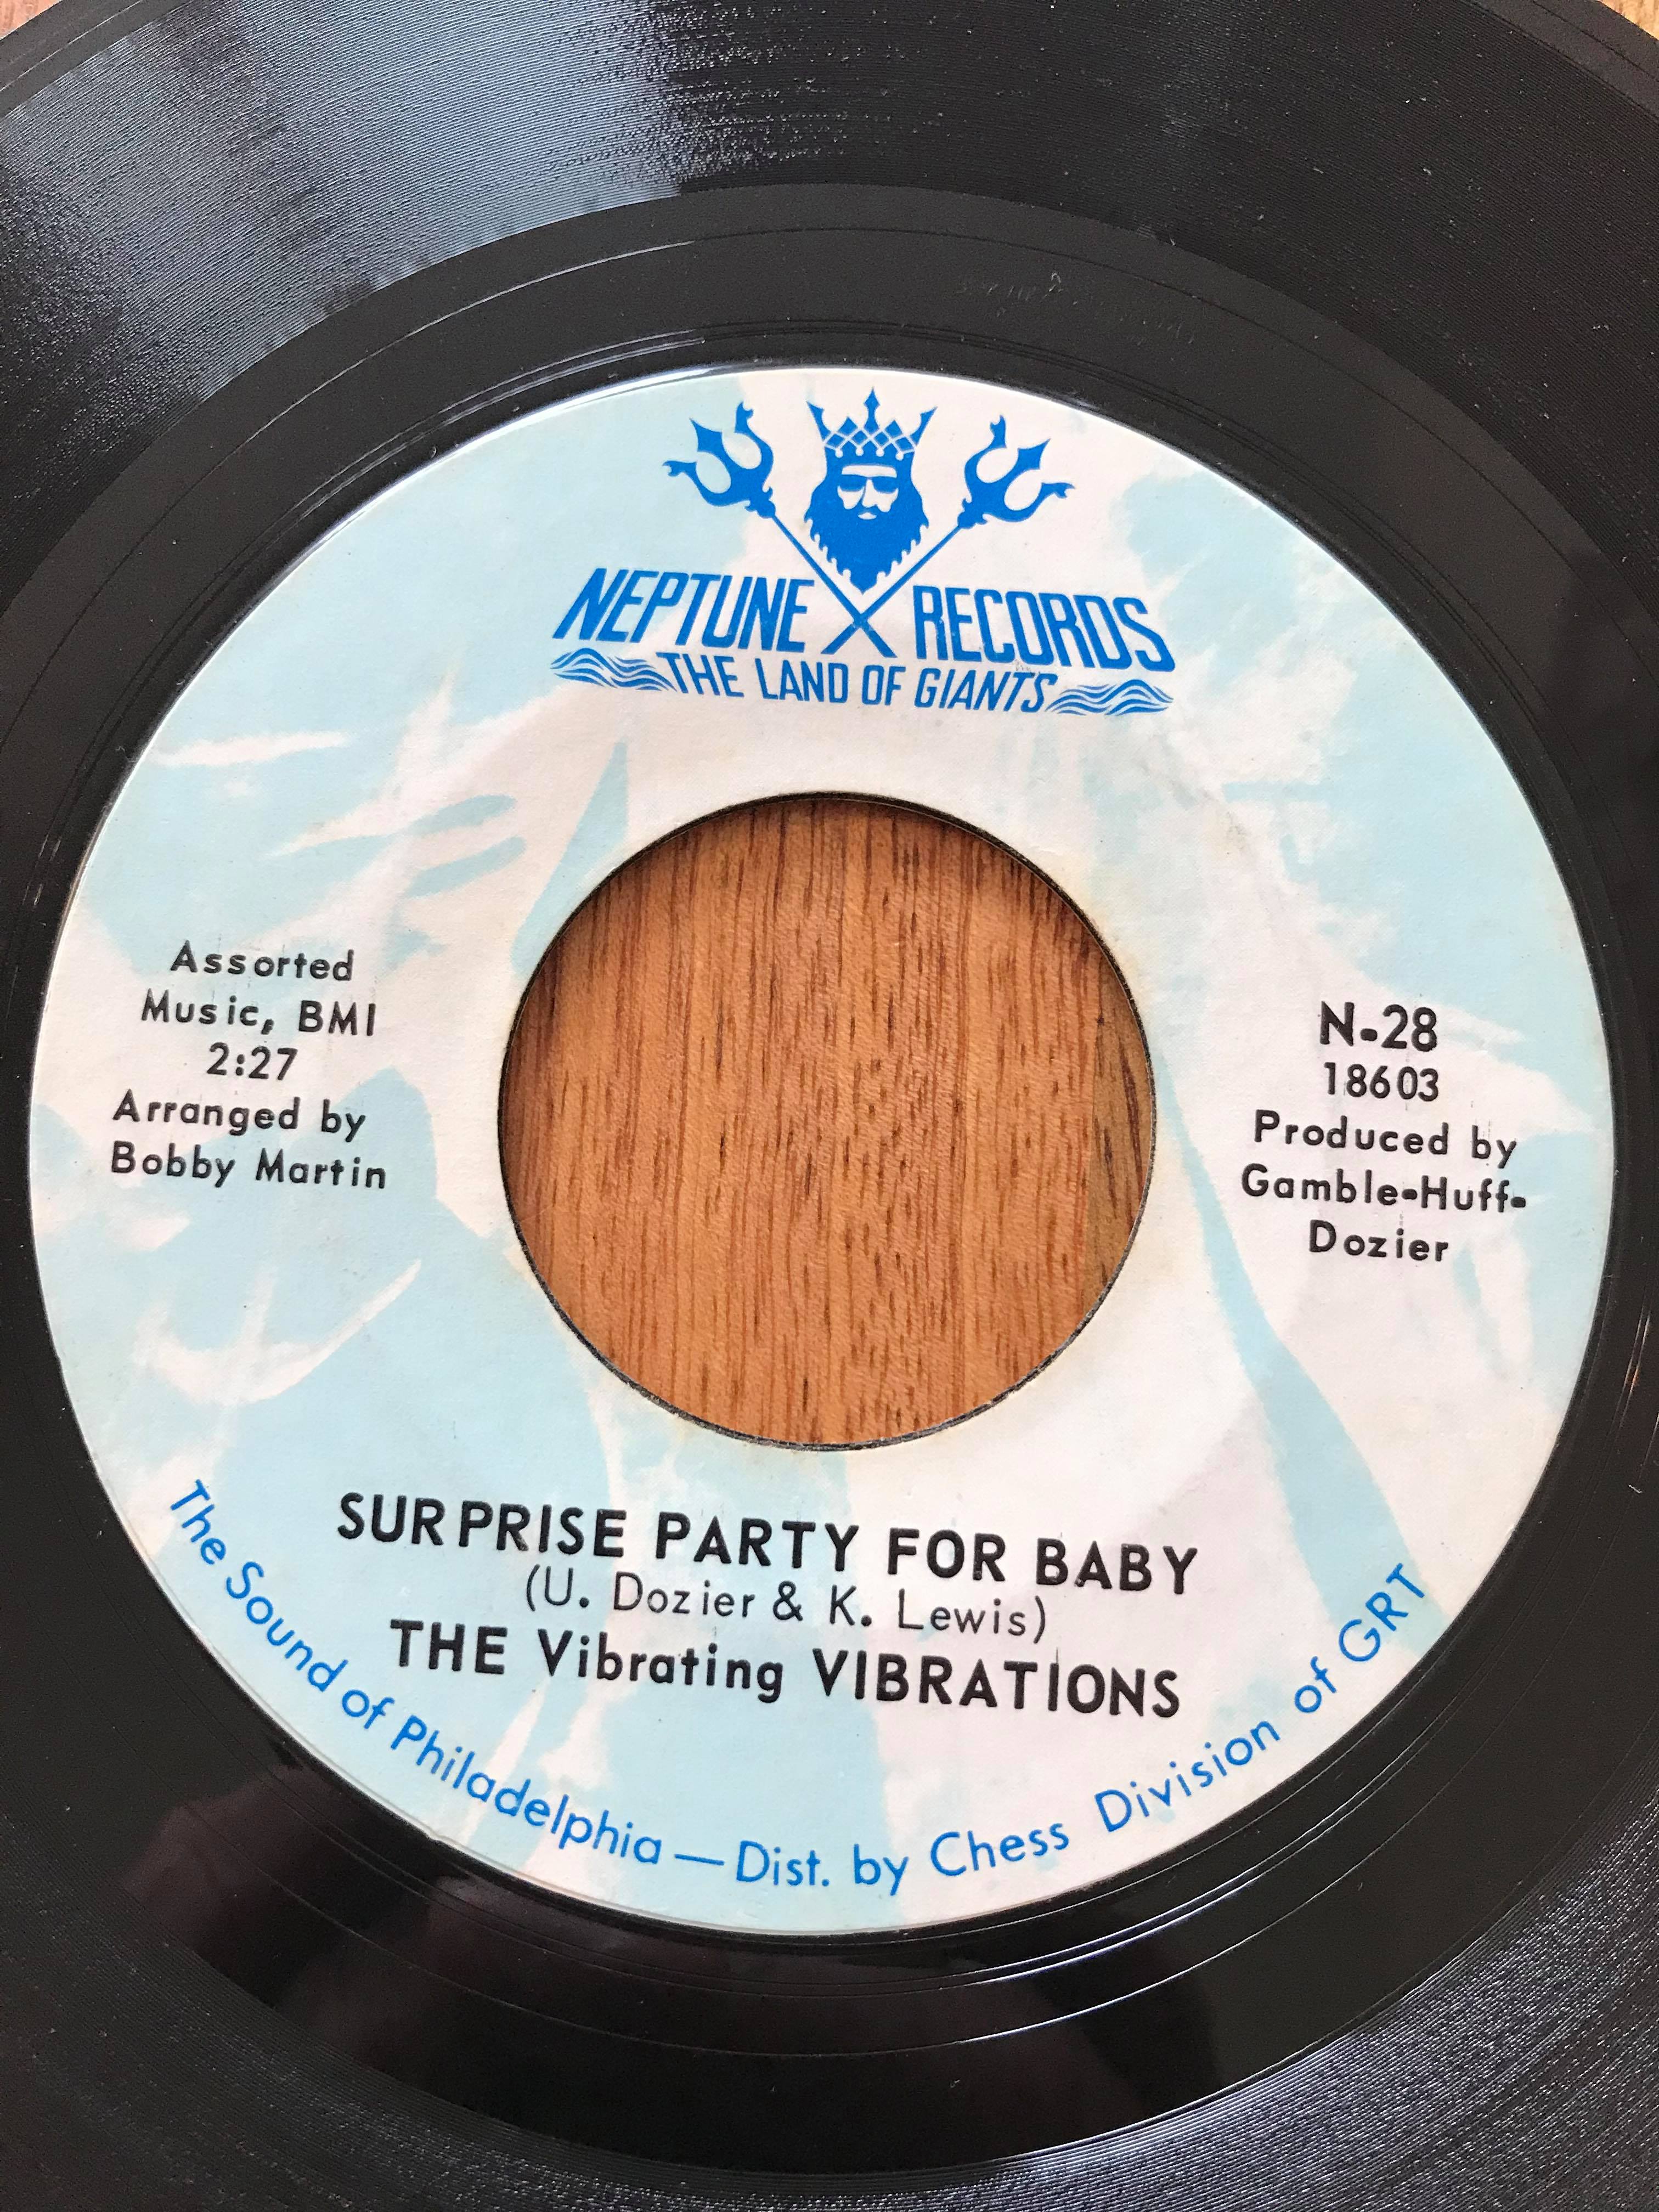 NEPTUNE RECORDS
THE LAND OF GIANTS
Assorted
Music, BMI
2:27
Arranged by
Bobby Martin
N-28
18603
Produced by
Gamble-Huff-
Dozier
SURPRISE PARTY FOR BABY
(U. Dozier & K. Lewis)
THE Vibrating VIBRATIONS
The Sound of Philadelphia — Dist. by Chess Division of GRT